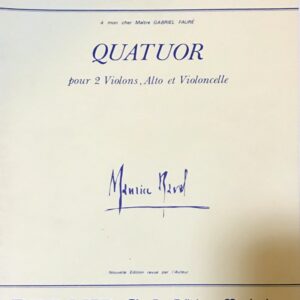 à mon cher Maître GABRIEL FAURÉ
QUATUOR
pour 2 Violons, Alto et Violoncelle
Maurice Ravel
Nouvelle Edition revue par l'Auteur